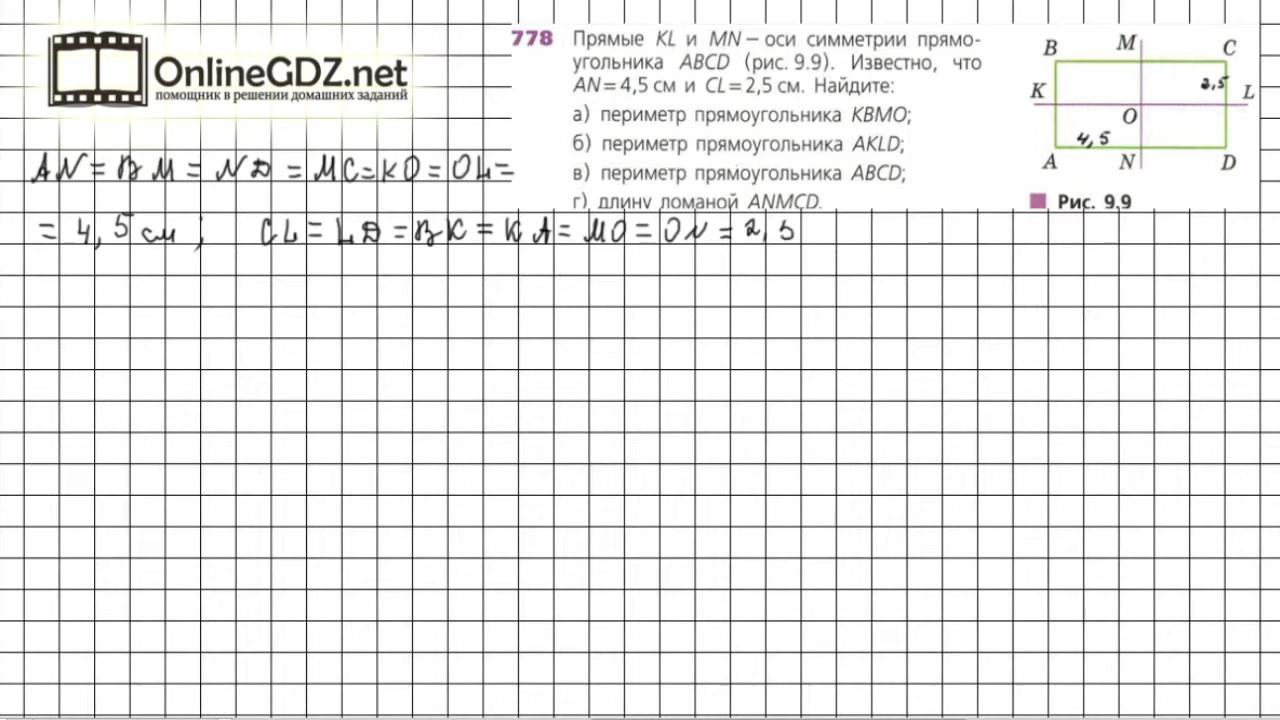 OnlineGDZ.net
помощник в решении домашних заданий
778 Прямые KL и MN – оси симметрии прямо-
угольника ABCD (рис. 9.9). Известно, что
AN = 4,5 см и CL = 2,5 см. Найдите:
а) периметр прямоугольника KBMO;
б) периметр прямоугольника AKLD;
в) периметр прямоугольника ABCD;
г) длину ломаной ANMCD.
B M C
2,5
K L
O
4,5
A N D
Рис. 9.9
AN = BM = ND = MC = KO = OL =
= 4,5 см ; CL = LD = BK = KA = MO = ON = 2,5